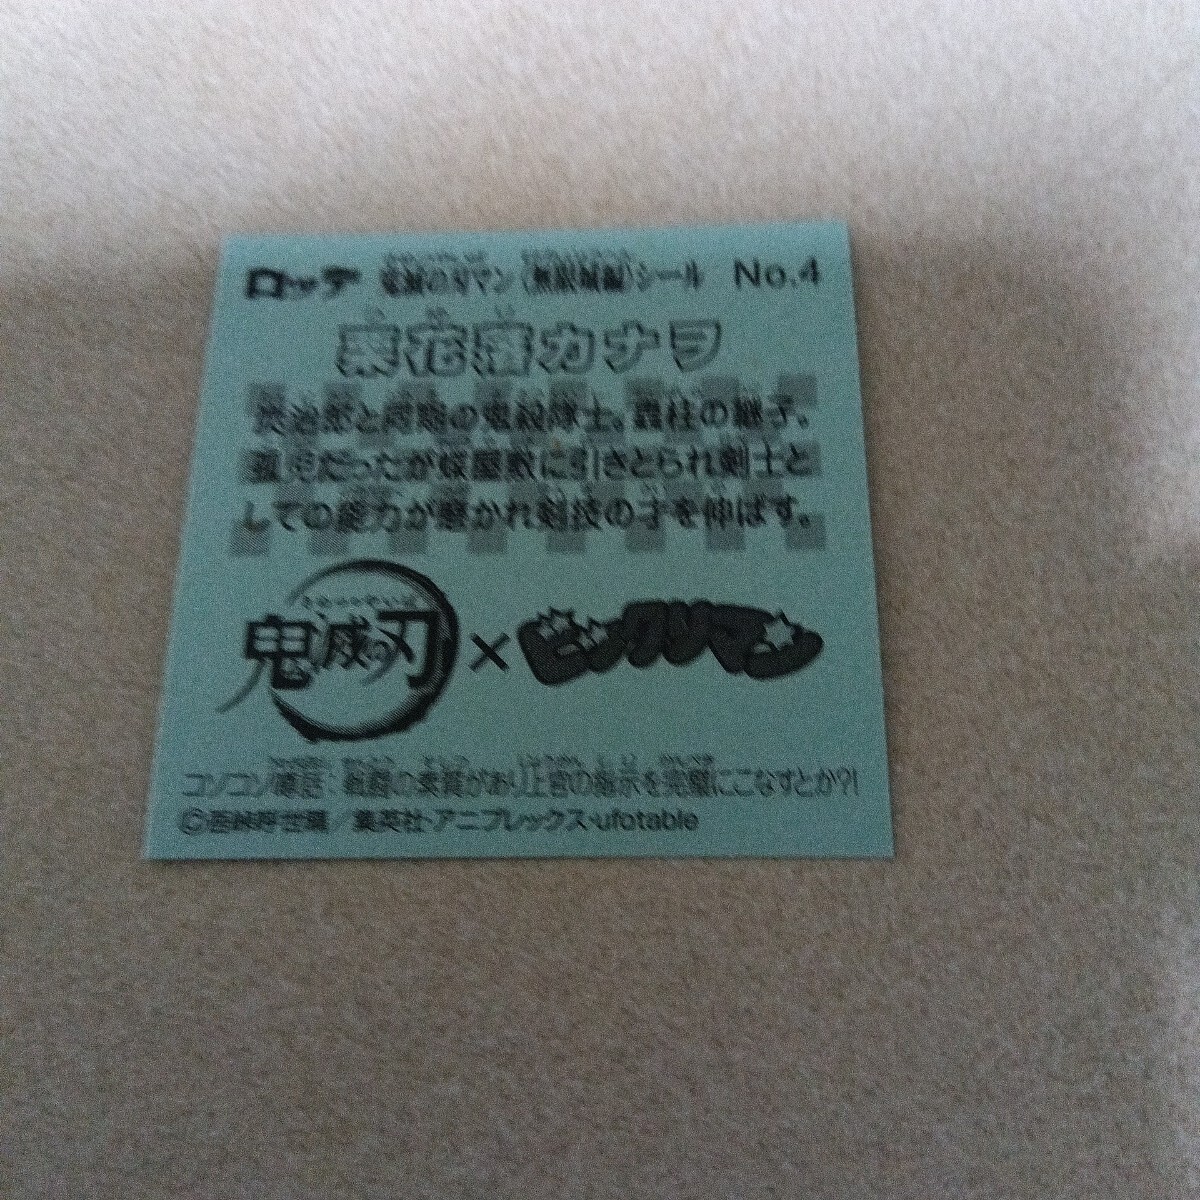 ロッテ 鬼滅の刃マン(無限城編)シール No.4
栗花落カナヲ
炭治郎と同期の鬼殺隊士。蟲柱の継子。
孤児だったが蝶屋敷に引きとられ剣士と
しての能力が磨かれ剣技の才を伸ばす。
鬼滅の刃×ビックリマン
コソコソ噂話:戦闘の素質があり上官の指示を完璧にこなすとか?!
©吾峠呼世晴/集英社・アニプレックス・ufotable